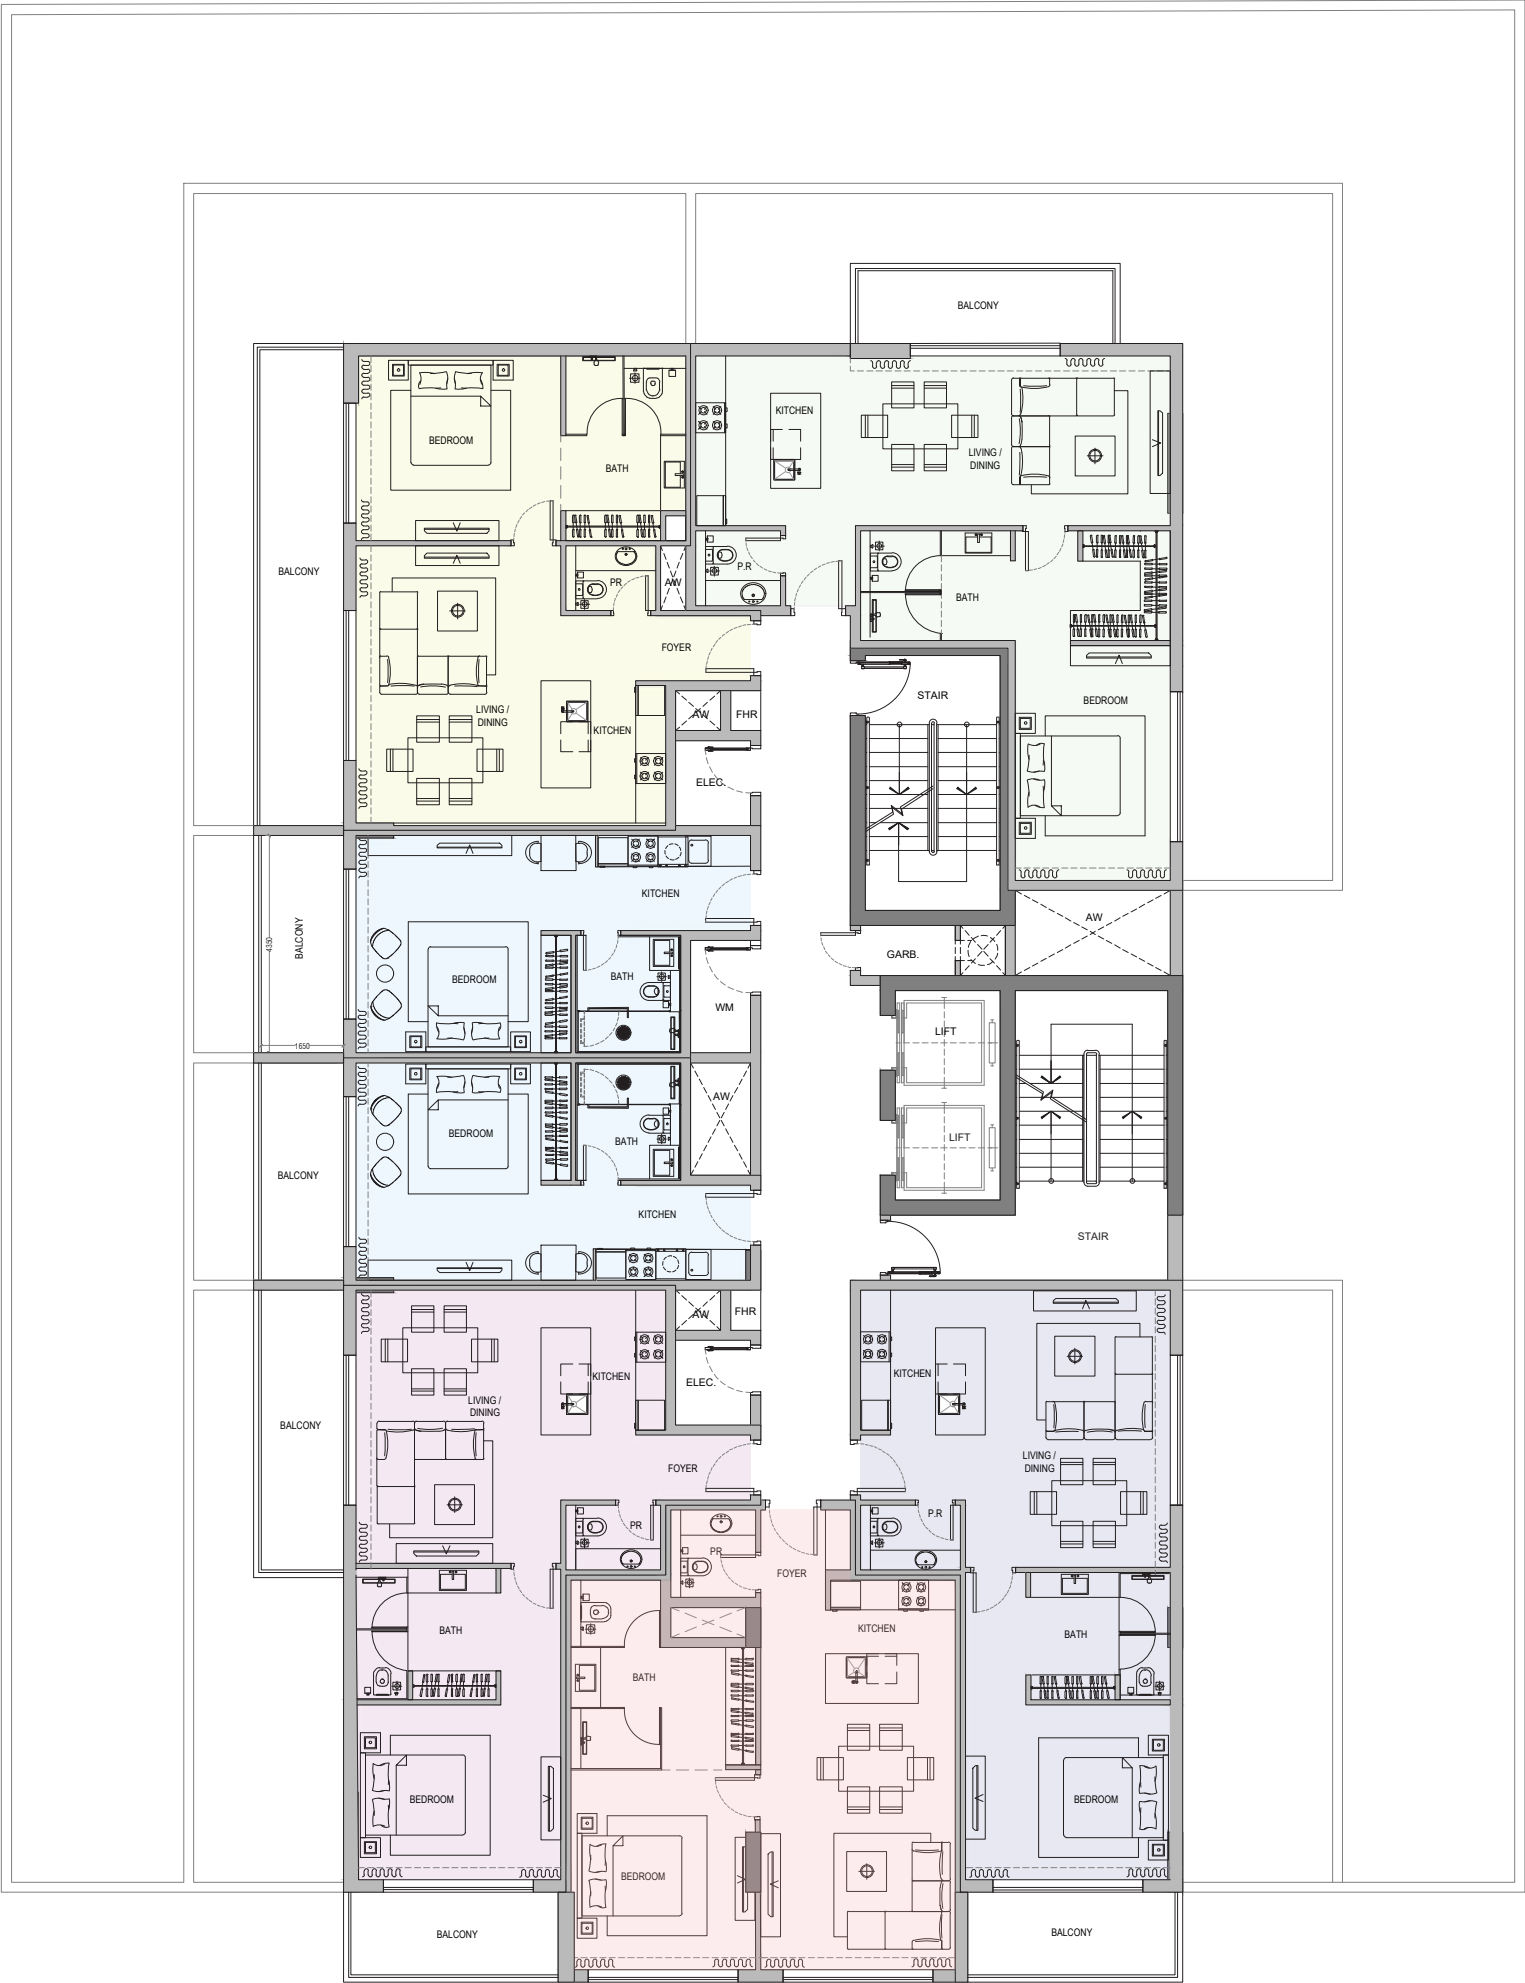 BALCONY
KITCHEN
BEDROOM
LIVING /
DINING
BATH
BALCONY
P.R
PR
AW
BATH
FOYER
STAIR
BEDROOM
LIVING /
DINING
AW
FHR
KITCHEN
ELEC.
KITCHEN
AW
BALCONY
4350
GARB.
BEDROOM
BATH
WM
LIFT
1650
AW
BEDROOM
BATH
LIFT
BALCONY
KITCHEN
STAIR
AW
FHR
KITCHEN
KITCHEN
ELEC.
LIVING /
DINING
BALCONY
LIVING /
DINING
FOYER
P.R
PR
PR
FOYER
BATH
KITCHEN
BATH
BATH
BEDROOM
BEDROOM
BEDROOM
BALCONY
BALCONY